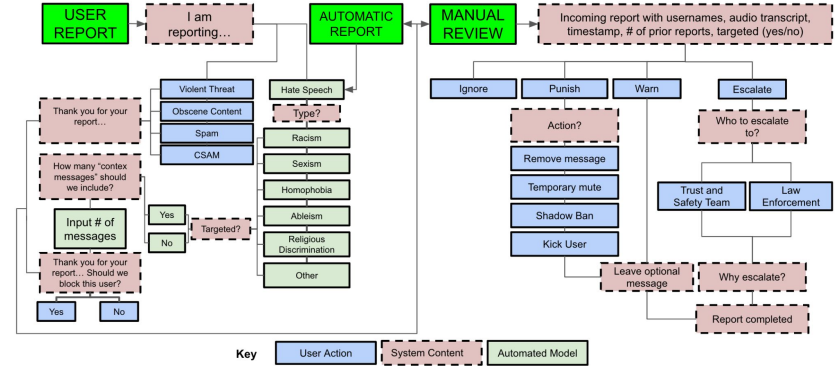 USER
REPORT
I am
reporting…
AUTOMATIC
REPORT
MANUAL
REVIEW
Incoming report with usernames, audio transcript,
timestamp, # of prior reports, targeted (yes/no)
Violent Threat
Obscene Content
Spam
CSAM
Thank you for your
report…
How many “contex
messages” should
we include?
Input # of
messages
Thank you for your
report… Should we
block this user?
Yes
No
Yes
No
Targeted?
Hate Speech
Type?
Racism
Sexism
Homophobia
Ableism
Religious
Discrimination
Other
Ignore
Punish
Warn
Escalate
Action?
Remove message
Temporary mute
Shadow Ban
Kick User
Leave optional
message
Who to escalate
to?
Trust and
Safety Team
Law
Enforcement
Why escalate?
Report completed
Key
User Action
System Content
Automated Model